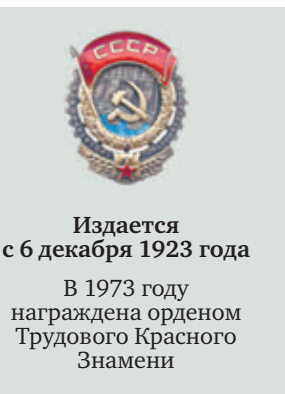 СССР
Издается
с 6 декабря 1923 года
В 1973 году
награждена орденом
Трудового Красного
Знамени